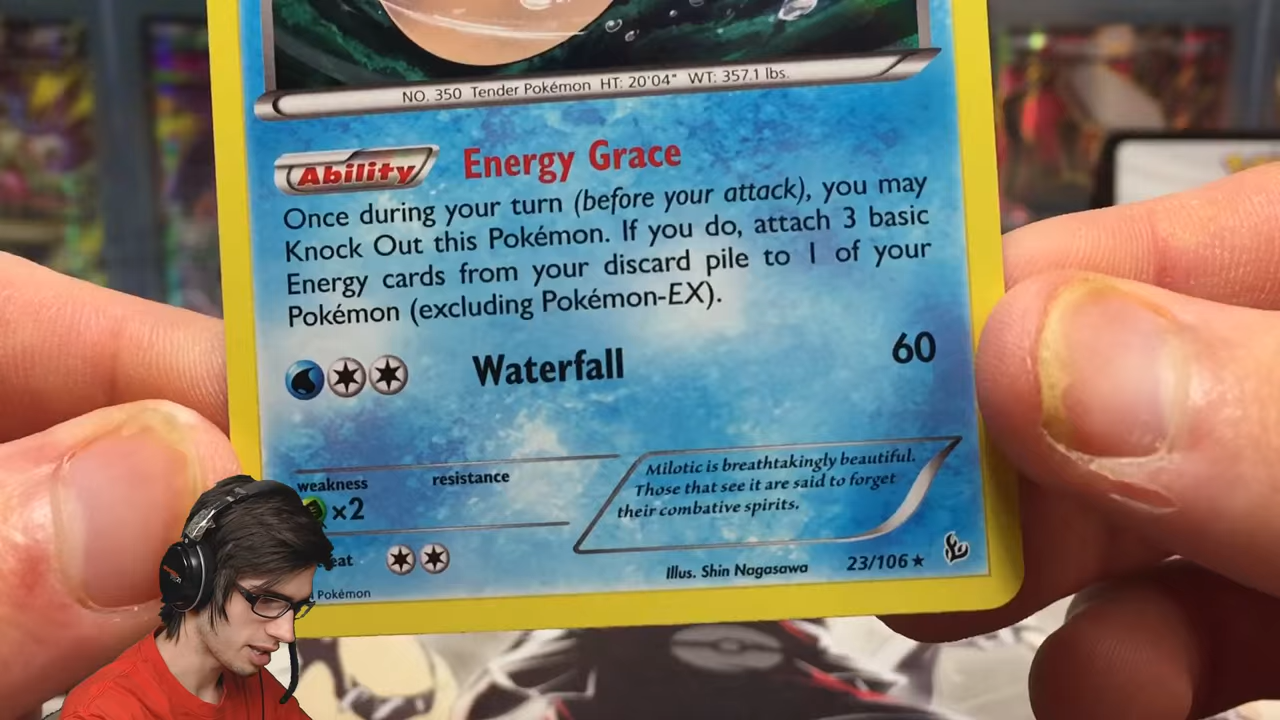 NO. 350 Tender Pokémon HT: 20'04" WT: 357.1 lbs.
Ability Energy Grace
Once during your turn (before your attack), you may
Knock Out this Pokémon. If you do, attach 3 basic
Energy cards from your discard pile to 1 of your
Pokémon (excluding Pokémon-EX).
Waterfall 60
weakness resistance
×2
Milotic is breathtakingly beautiful.
Those that see it are said to forget
their combative spirits.
Illus. Shin Nagasawa 23/106
Pokémon